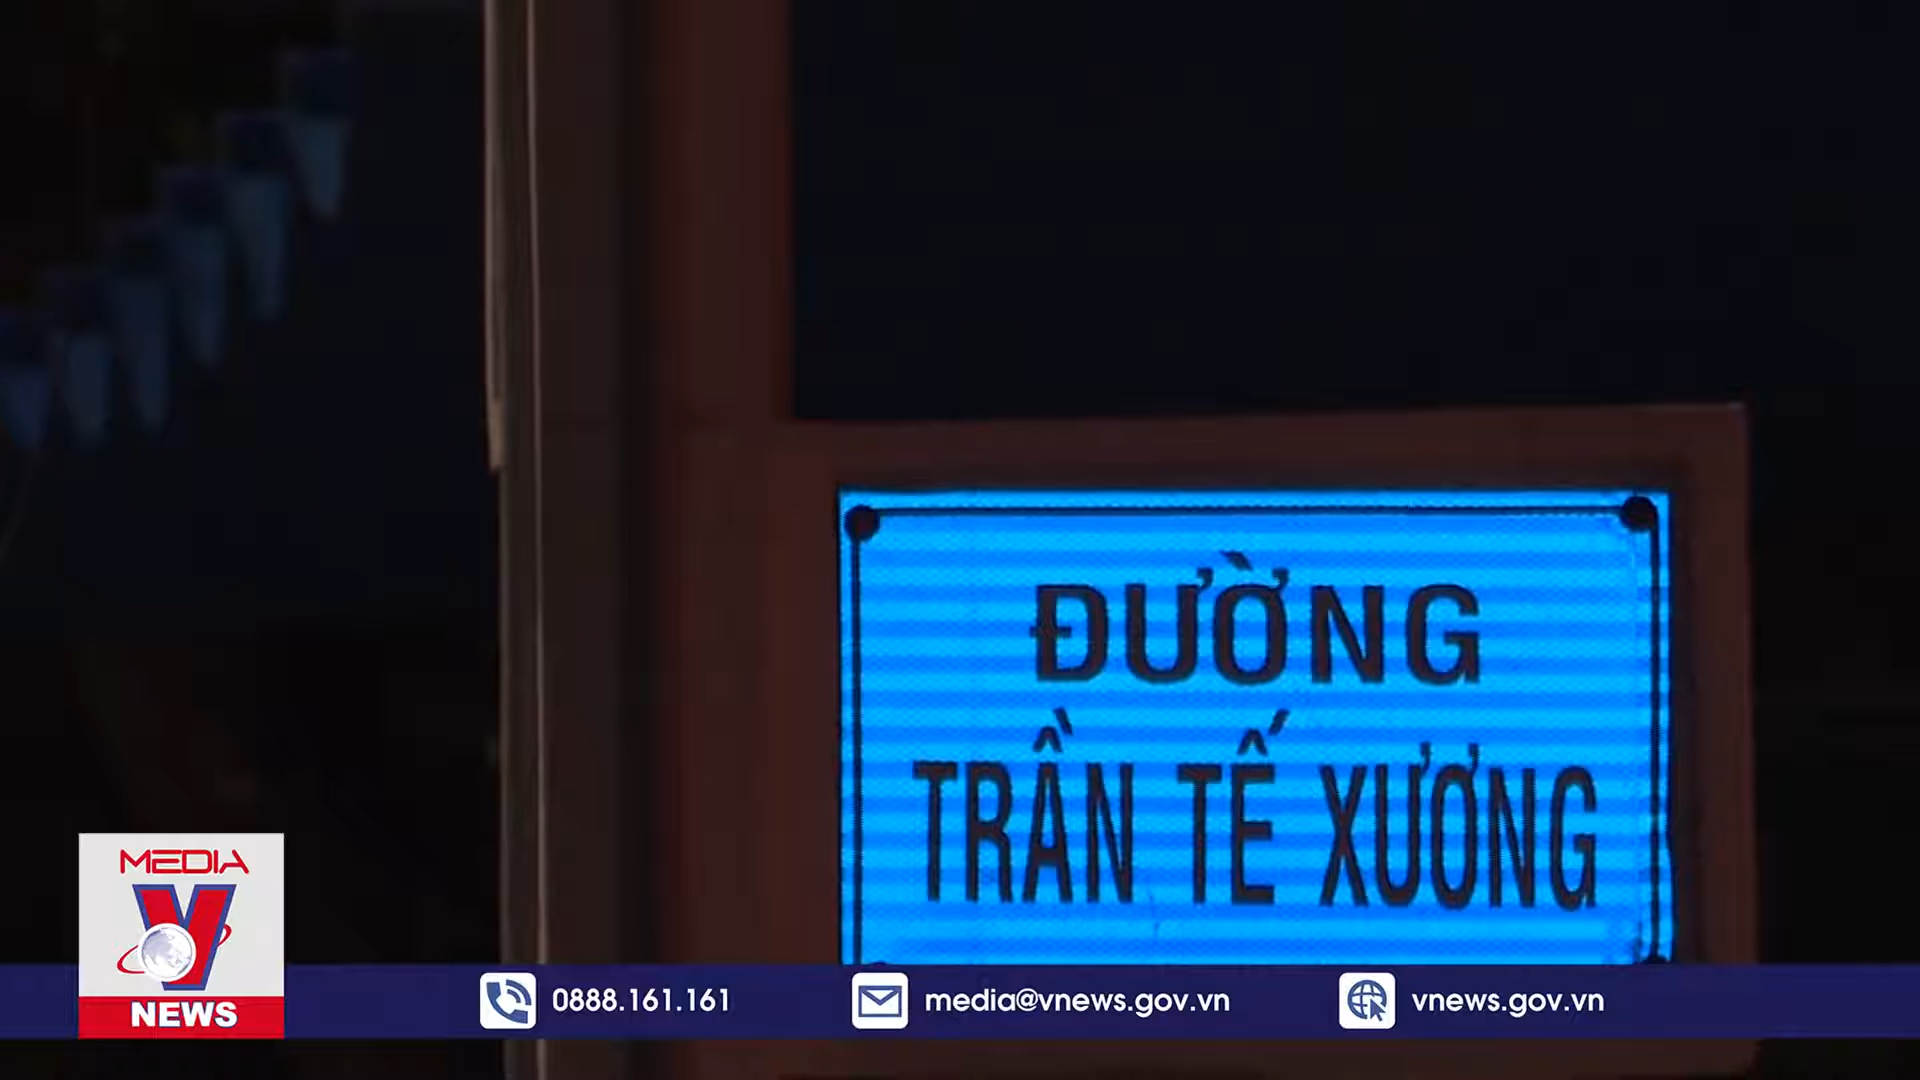 ĐƯỜNG
TRẦN TẾ XƯƠNG
MEDIA
V
NEWS
0888.161.161
media@vnews.gov.vn
vnews.gov.vn